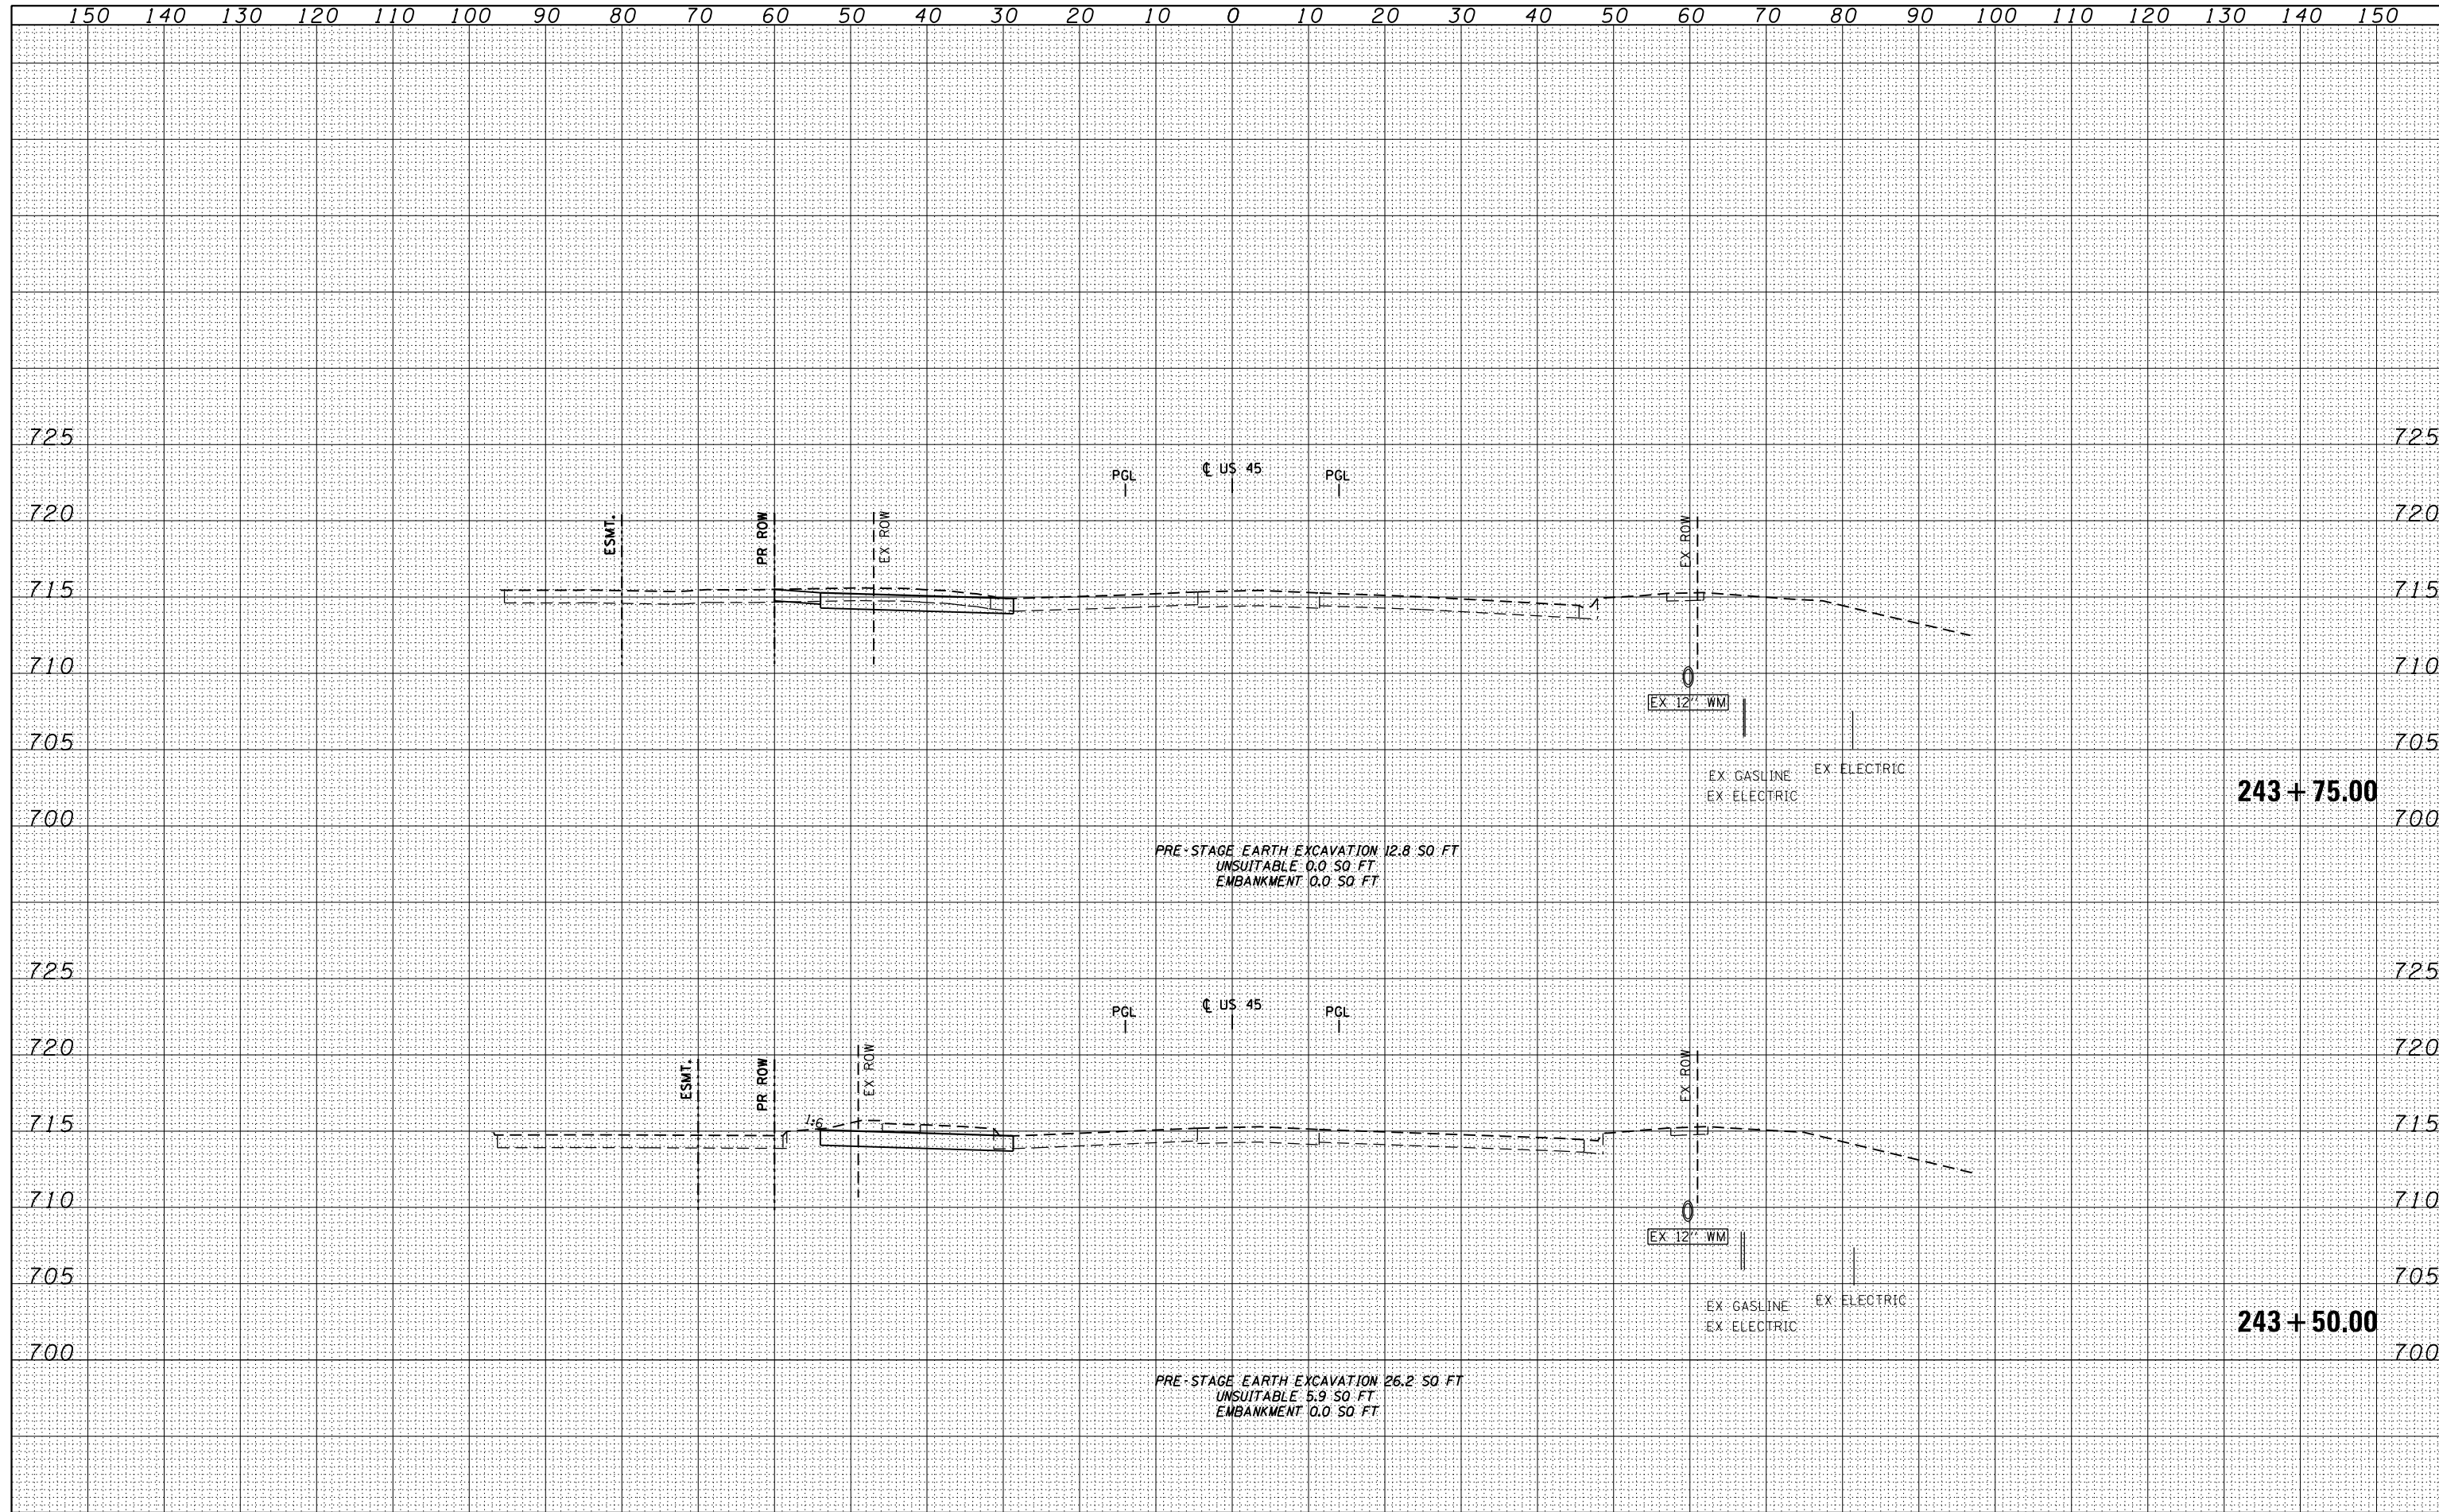 150 140 130 120 110 100 90 80 70 60 50 40 30 20 10 0 10 20 30 40 50 60 70 80 90 100 110 120 130 140 150
725 725
℄ US 45
PGL PGL
720 720
ESMT. PR ROW EX ROW EX ROW
715 715
710 710
EX 12'' WM
705 705
EX GASLINE EX ELECTRIC
EX ELECTRIC
243+75.00
700 700
PRE-STAGE EARTH EXCAVATION 12.8 SQ FT
UNSUITABLE 0.0 SQ FT
EMBANKMENT 0.0 SQ FT
725 725
℄ US 45
PGL PGL
720 720
ESMT. PR ROW EX ROW EX ROW
1:6
715 715
710 710
EX 12'' WM
705 705
EX GASLINE EX ELECTRIC
EX ELECTRIC
243+50.00
700 700
PRE-STAGE EARTH EXCAVATION 26.2 SQ FT
UNSUITABLE 5.9 SQ FT
EMBANKMENT 0.0 SQ FT